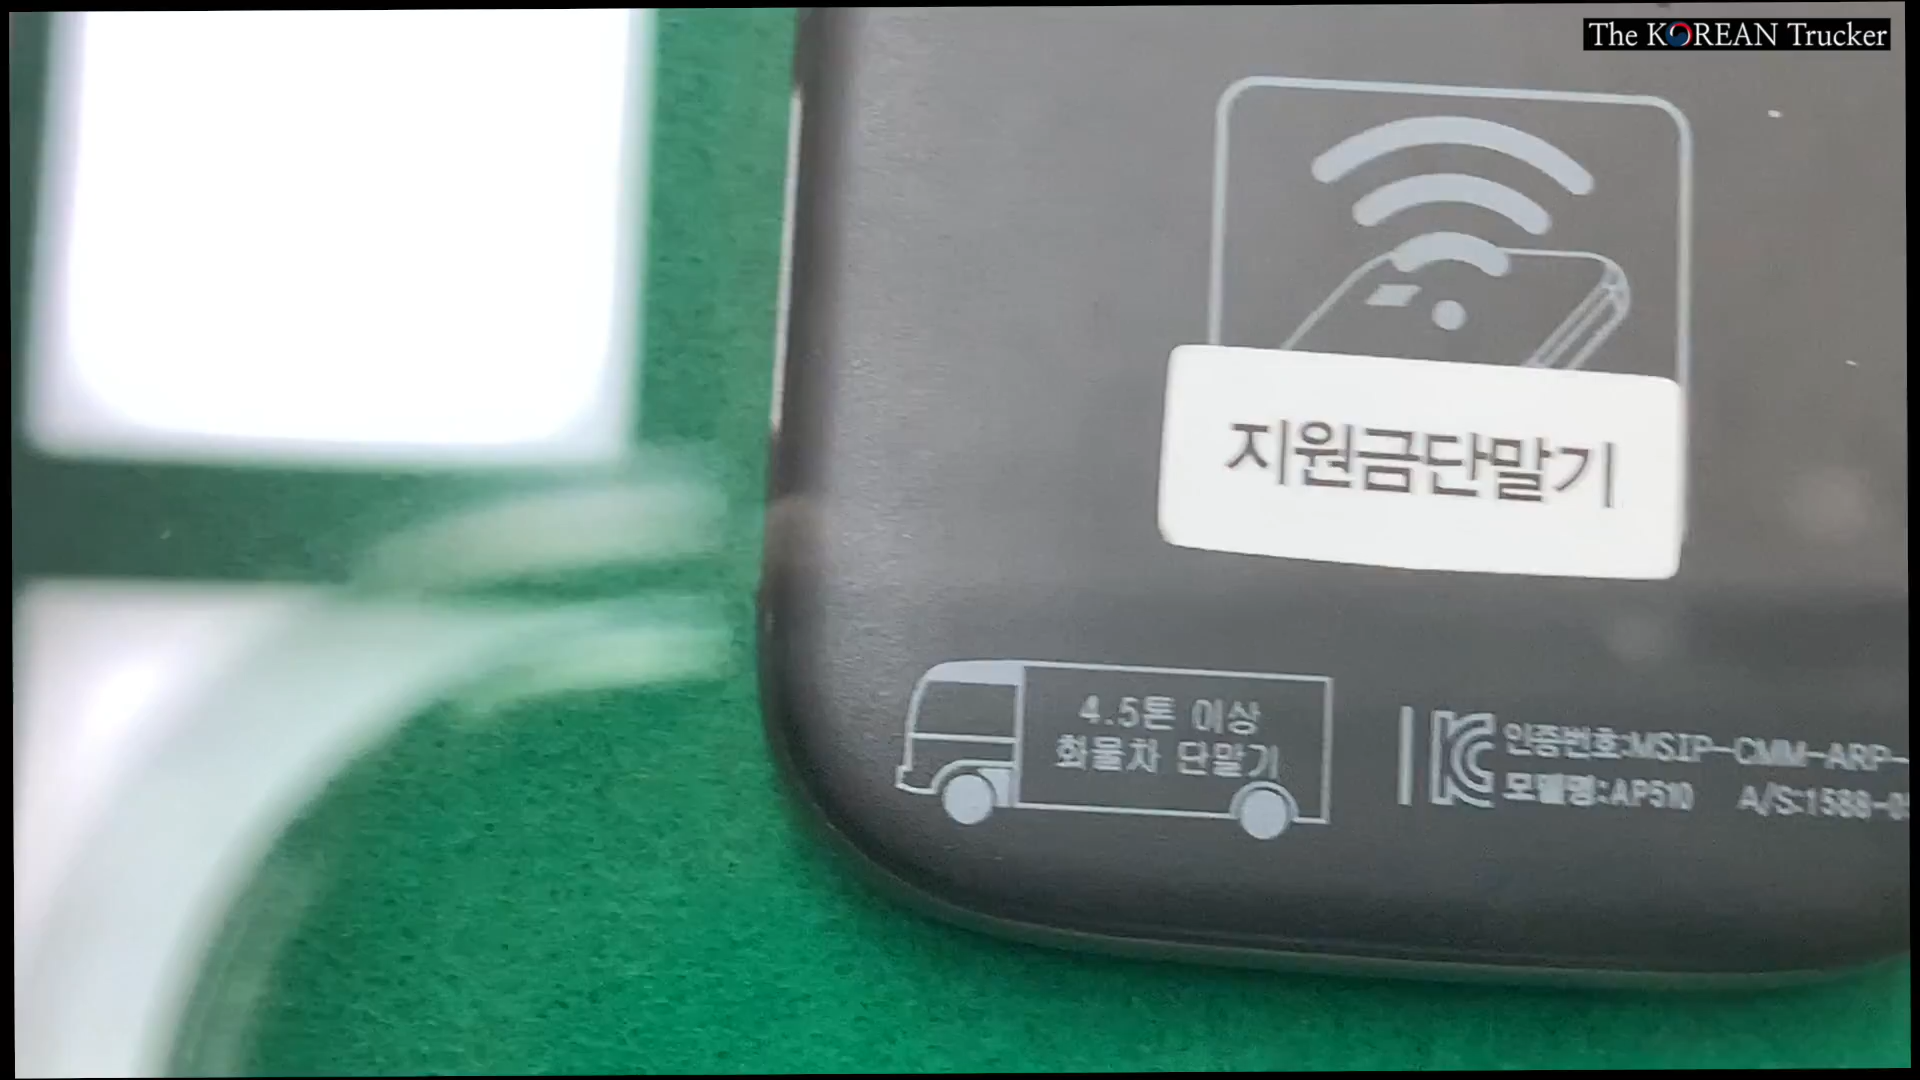 The KOREAN Trucker
지원금단말기
4.5톤 이상
화물차 단말기
인증번호:MSIP-CMM-ARP-
모델명:AP510 A/S:1588-0